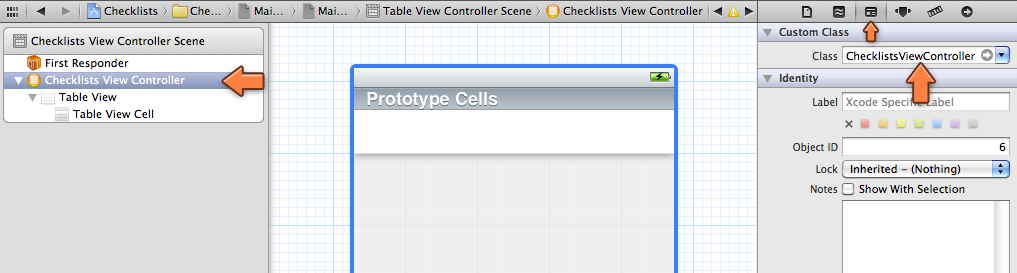 Checklists Che... Mai... Mai... Table View Controller Scene Checklists View Controller
Checklists View Controller Scene
First Responder
Checklists View Controller
Table View
Table View Cell
Prototype Cells
Custom Class
Class ChecklistsViewController
Identity
Label Xcode Specific Label
Object ID 6
Lock Inherited - (Nothing)
Notes Show With Selection